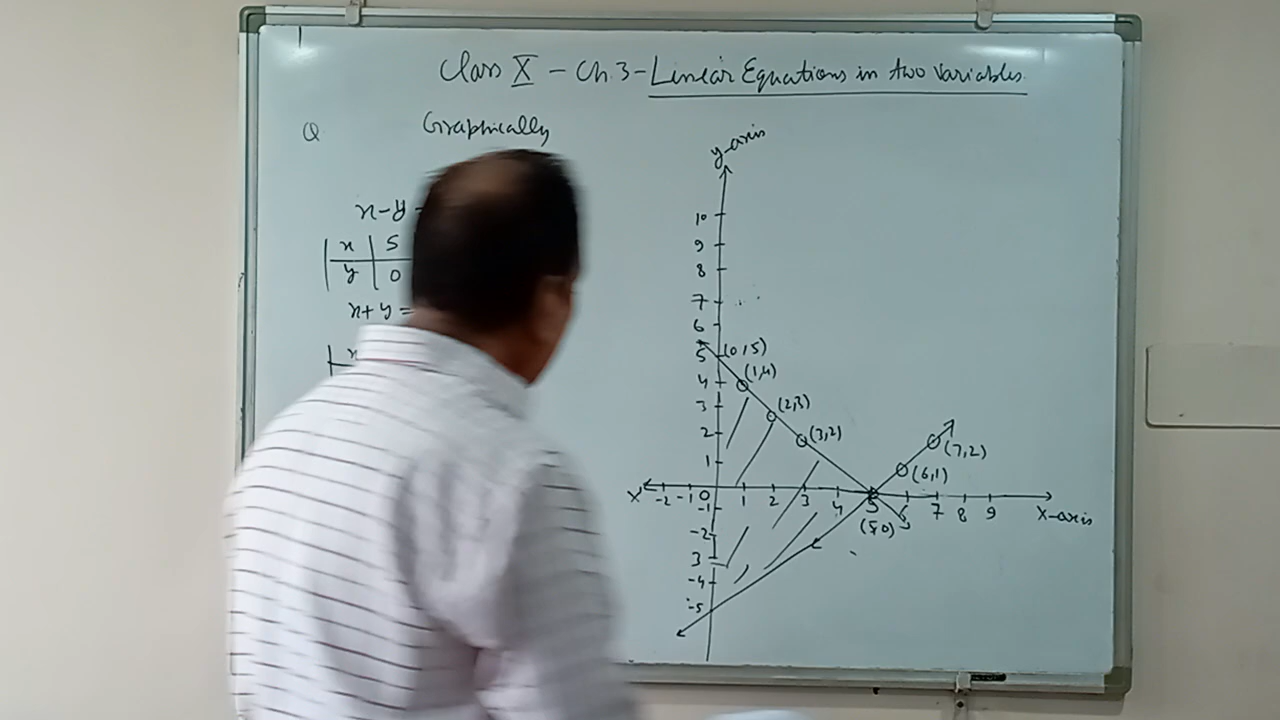 Class X - Ch 3 - Linear Equations in two variables
Q Graphically
x-y
x | 5
y | 0
x+y =
x
y-axis
10
9
8
7
6
5 (0,5)
4 (1,4)
3 (2,3)
2 (3,2)
1
(7,2)
(6,1)
X' -2 -1 0 1 2 3 4 5 6 7 8 9 X-axis
(5,0)
-1
-2
3
-4
-5